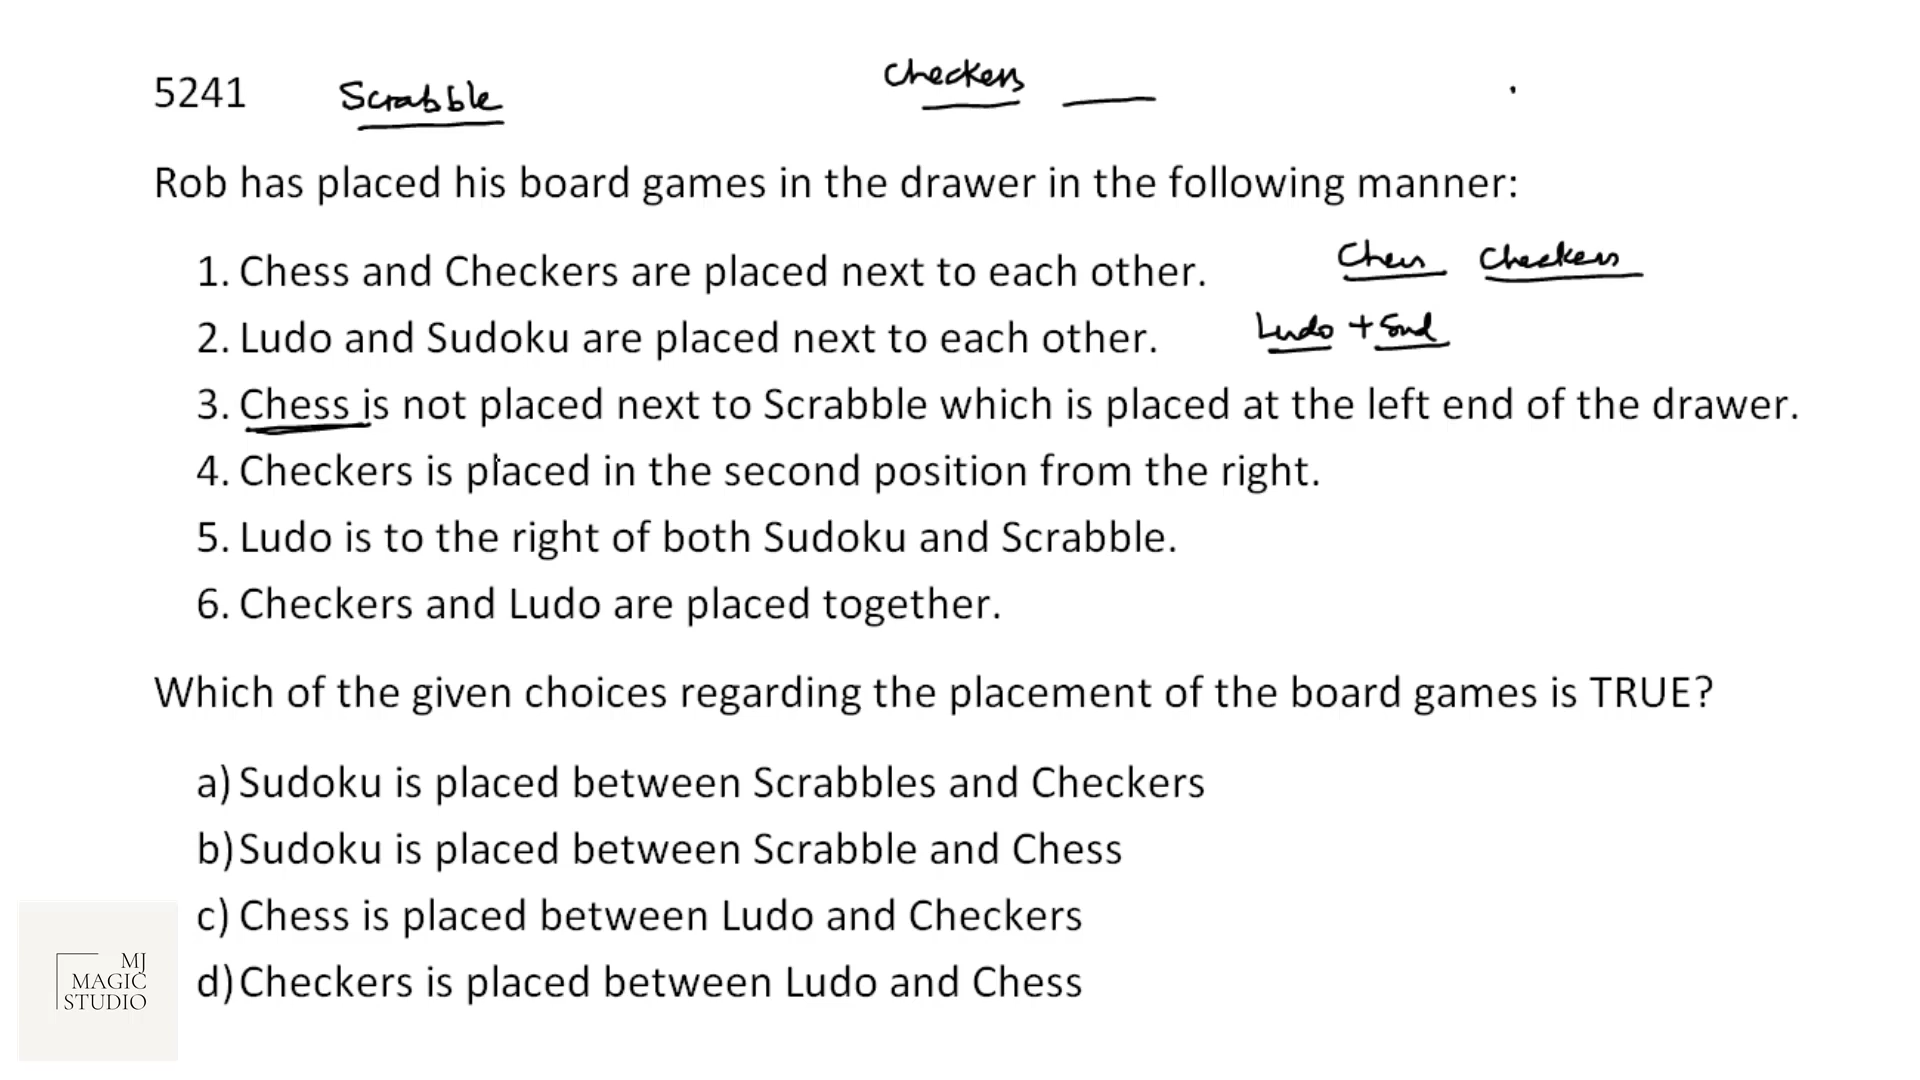 5241 Scrabble Checkers
Rob has placed his board games in the drawer in the following manner:
1. Chess and Checkers are placed next to each other. Chess Checkers
2. Ludo and Sudoku are placed next to each other. Ludo + Sud
3. Chess is not placed next to Scrabble which is placed at the left end of the drawer.
4. Checkers is placed in the second position from the right.
5. Ludo is to the right of both Sudoku and Scrabble.
6. Checkers and Ludo are placed together.
Which of the given choices regarding the placement of the board games is TRUE?
a) Sudoku is placed between Scrabbles and Checkers
b) Sudoku is placed between Scrabble and Chess
c) Chess is placed between Ludo and Checkers
d) Checkers is placed between Ludo and Chess
MJ
MAGIC
STUDIO